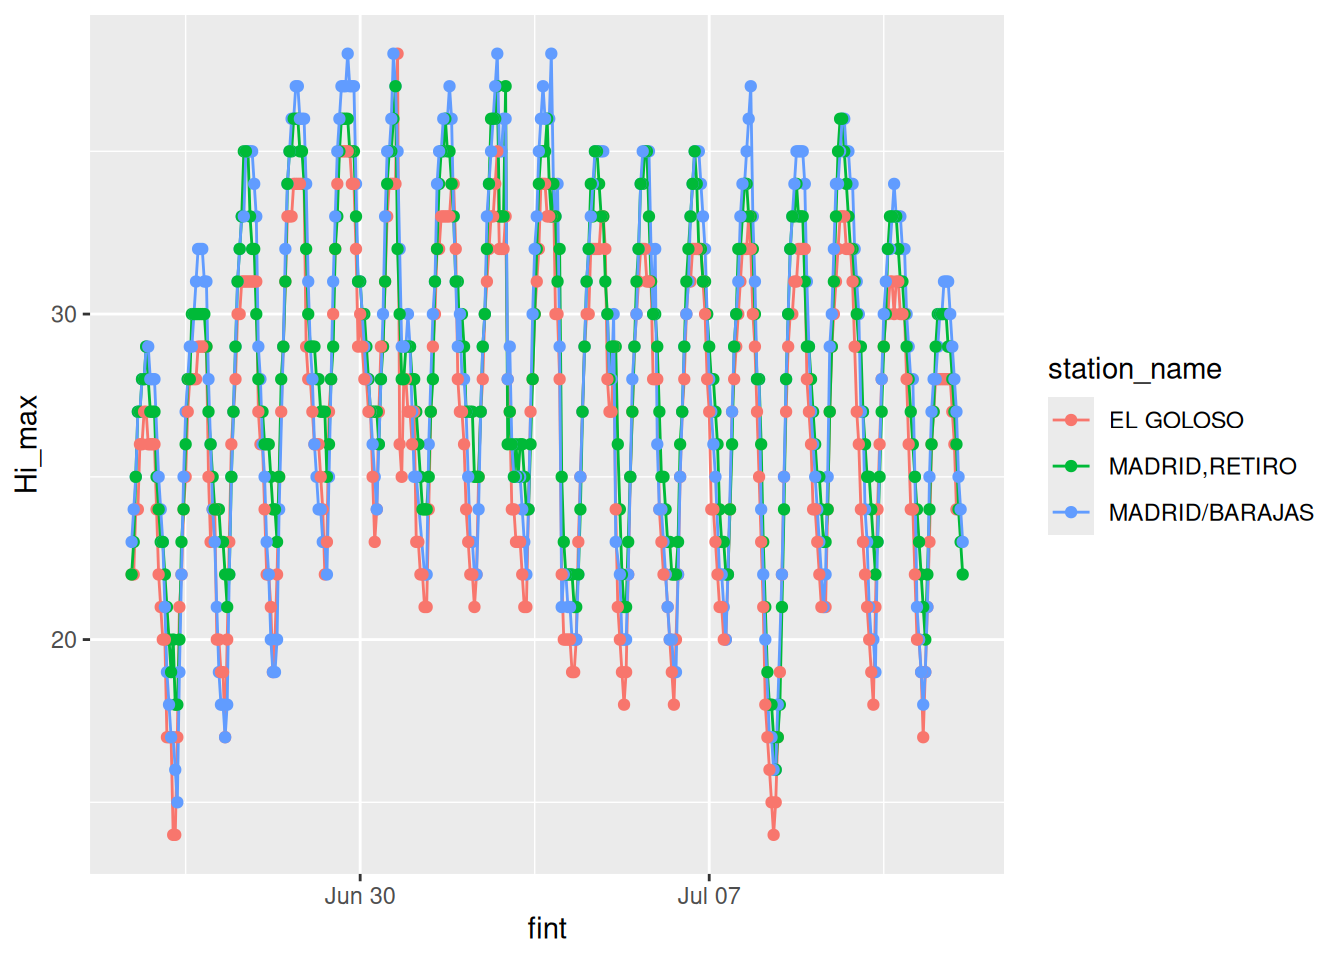 Hi_max
30
20
Jun 30
Jul 07
fint
station_name
EL GOLOSO
MADRID,RETIRO
MADRID/BARAJAS